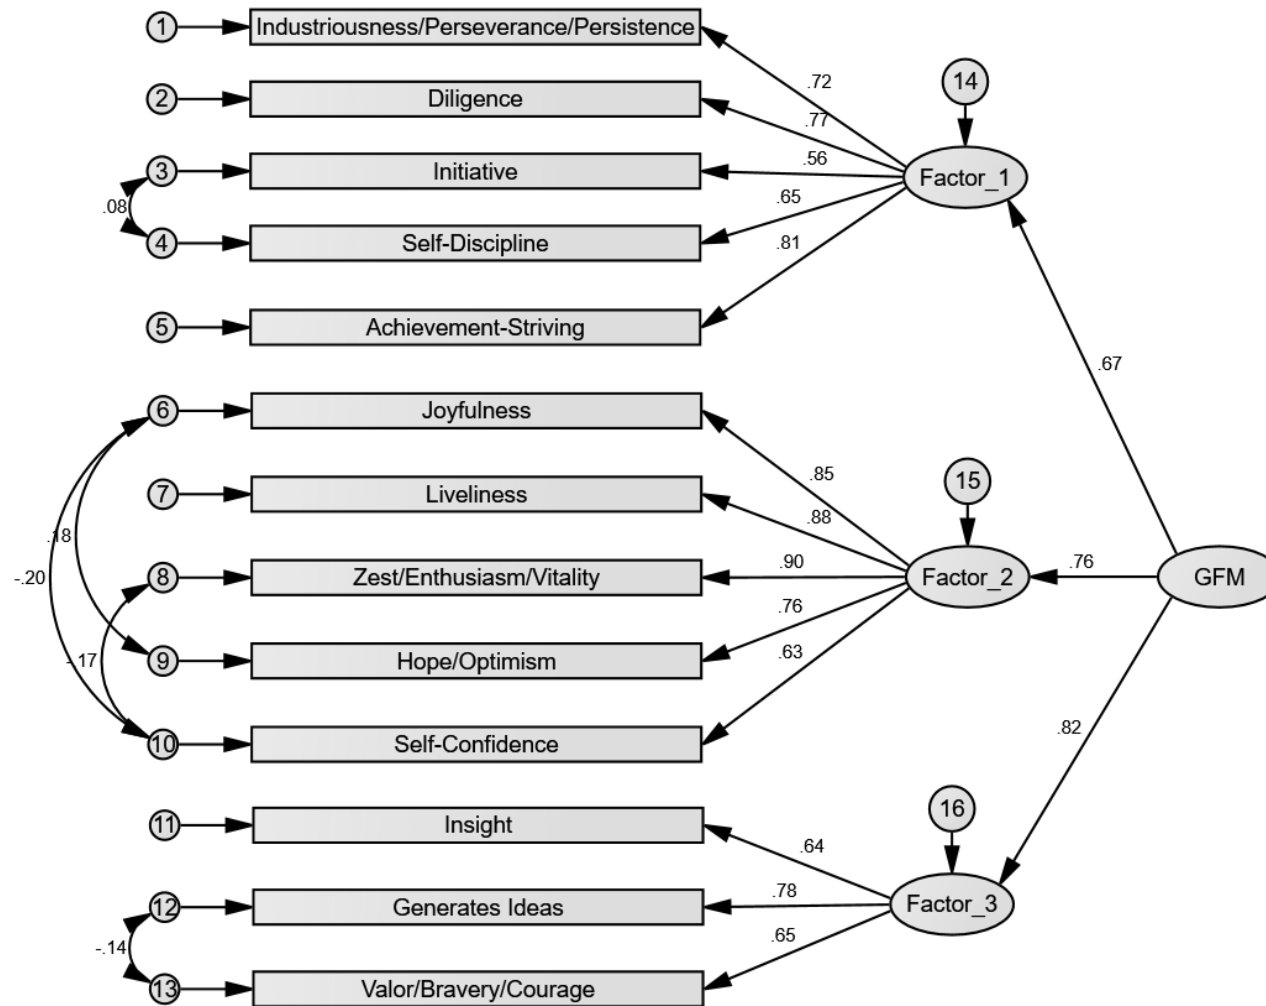 1
Industriousness/Perseverance/Persistence
14
.72
2
Diligence
.77
3
Initiative
.56
Factor_1
.08
.65
4
Self-Discipline
.81
5
Achievement-Striving
.67
6
Joyfulness
.85
15
7
Liveliness
.88
.18
-.20
8
Zest/Enthusiasm/Vitality
.90
Factor_2
.76
GFM
.76
-.17
9
Hope/Optimism
.63
10
Self-Confidence
.82
16
11
Insight
.64
12
Generates Ideas
.78
Factor_3
-.14
.65
13
Valor/Bravery/Courage